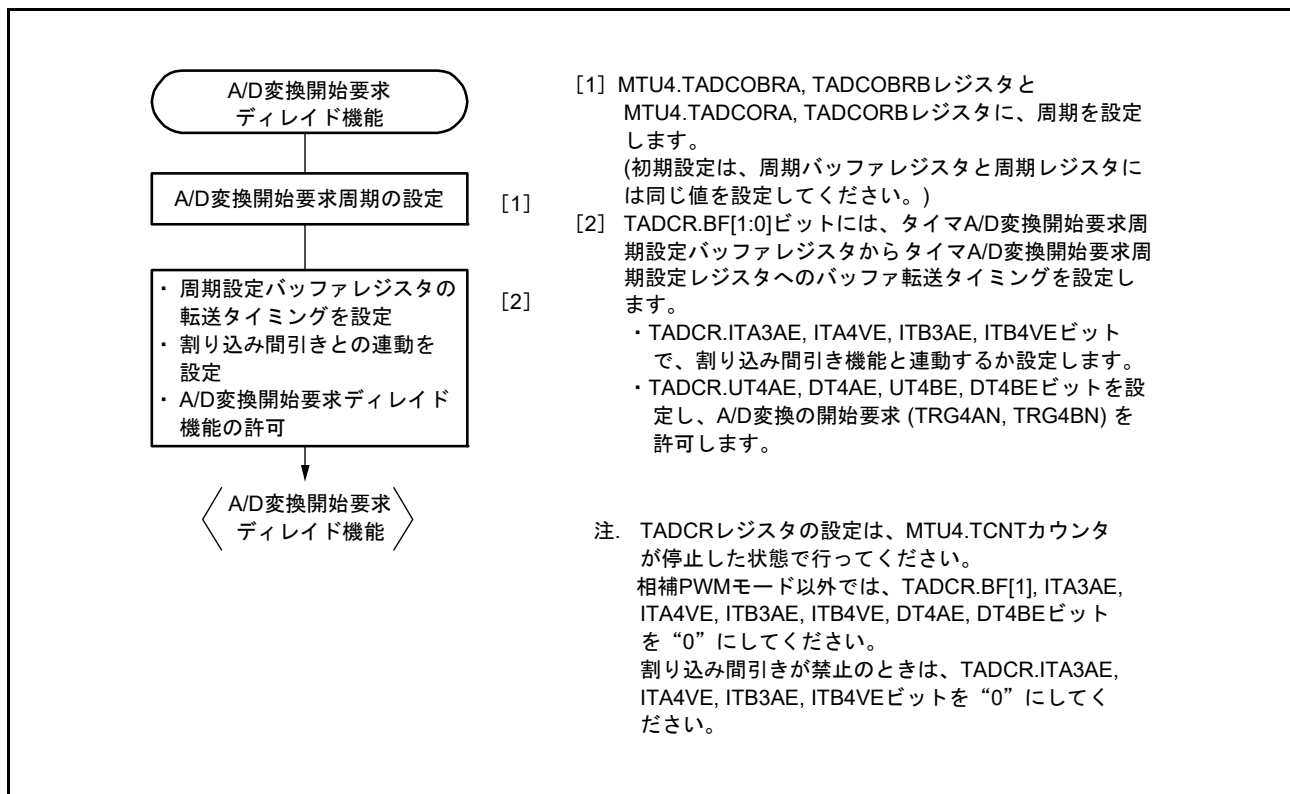 A/D変換開始要求
ディレイド機能
A/D変換開始要求周期の設定
[1]
・ 周期設定バッファレジスタの
転送タイミングを設定
・ 割り込み間引きとの連動を
設定
・ A/D変換開始要求ディレイド
機能の許可
[2]
A/D変換開始要求
ディレイド機能
[1] MTU4.TADCOBRA, TADCOBRBレジスタと
MTU4.TADCORA, TADCORBレジスタに、周期を設定
します。
(初期設定は、周期バッファレジスタと周期レジスタに
は同じ値を設定してください。)
[2] TADCR.BF[1:0]ビットには、タイマA/D変換開始要求周
期設定バッファレジスタからタイマA/D変換開始要求周
期設定レジスタへのバッファ転送タイミングを設定し
ます。
・TADCR.ITA3AE, ITA4VE, ITB3AE, ITB4VEビット
で、割り込み間引き機能と連動するか設定します。
・TADCR.UT4AE, DT4AE, UT4BE, DT4BEビットを設
定し、A/D変換の開始要求 (TRG4AN, TRG4BN) を
許可します。
注. TADCRレジスタの設定は、MTU4.TCNTカウンタ
が停止した状態で行ってください。
相補PWMモード以外では、TADCR.BF[1], ITA3AE,
ITA4VE, ITB3AE, ITB4VE, DT4AE, DT4BEビット
を“0”にしてください。
割り込み間引きが禁止のときは、TADCR.ITA3AE,
ITA4VE, ITB3AE, ITB4VEビットを“0”にしてく
ださい。